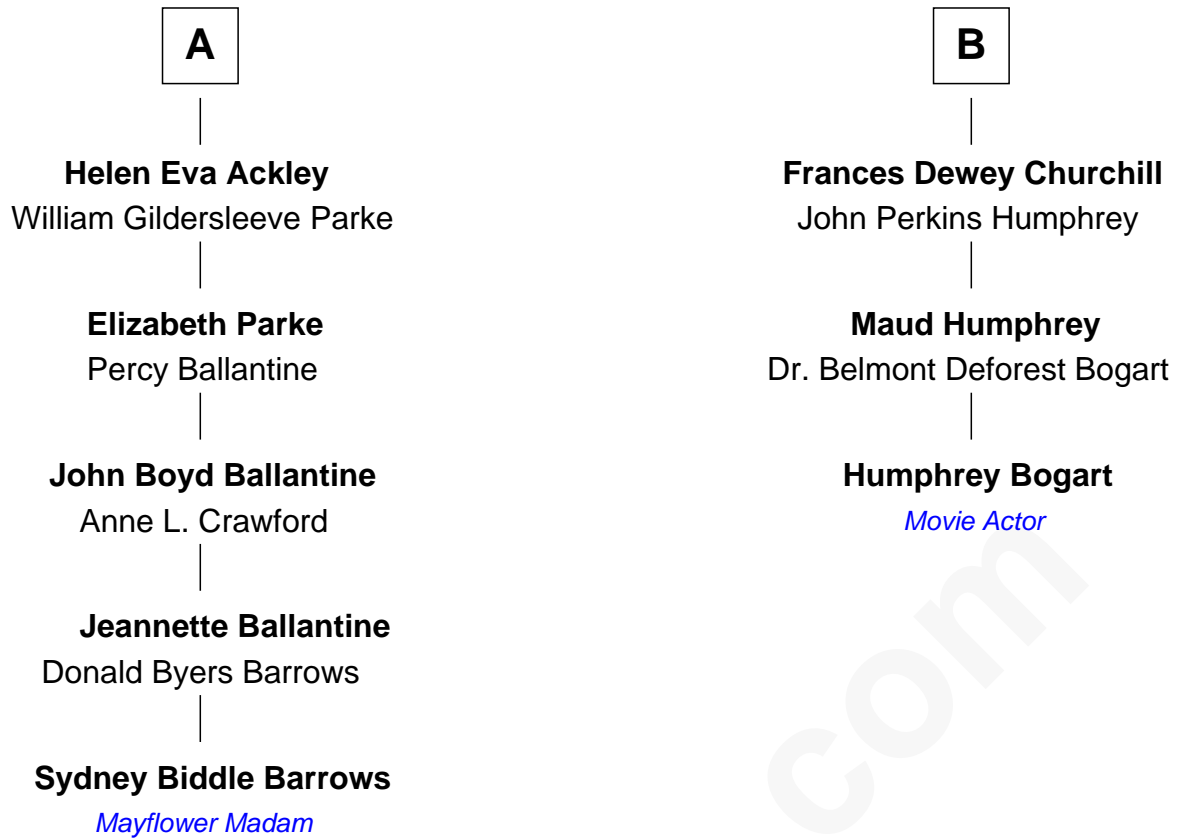 A
Helen Eva Ackley
William Gildersleeve Parke
Elizabeth Parke
Percy Ballantine
John Boyd Ballantine
Anne L. Crawford
Jeannette Ballantine
Donald Byers Barrows
Sydney Biddle Barrows
Mayflower Madam
B
Frances Dewey Churchill
John Perkins Humphrey
Maud Humphrey
Dr. Belmont Deforest Bogart
Humphrey Bogart
Movie Actor
com